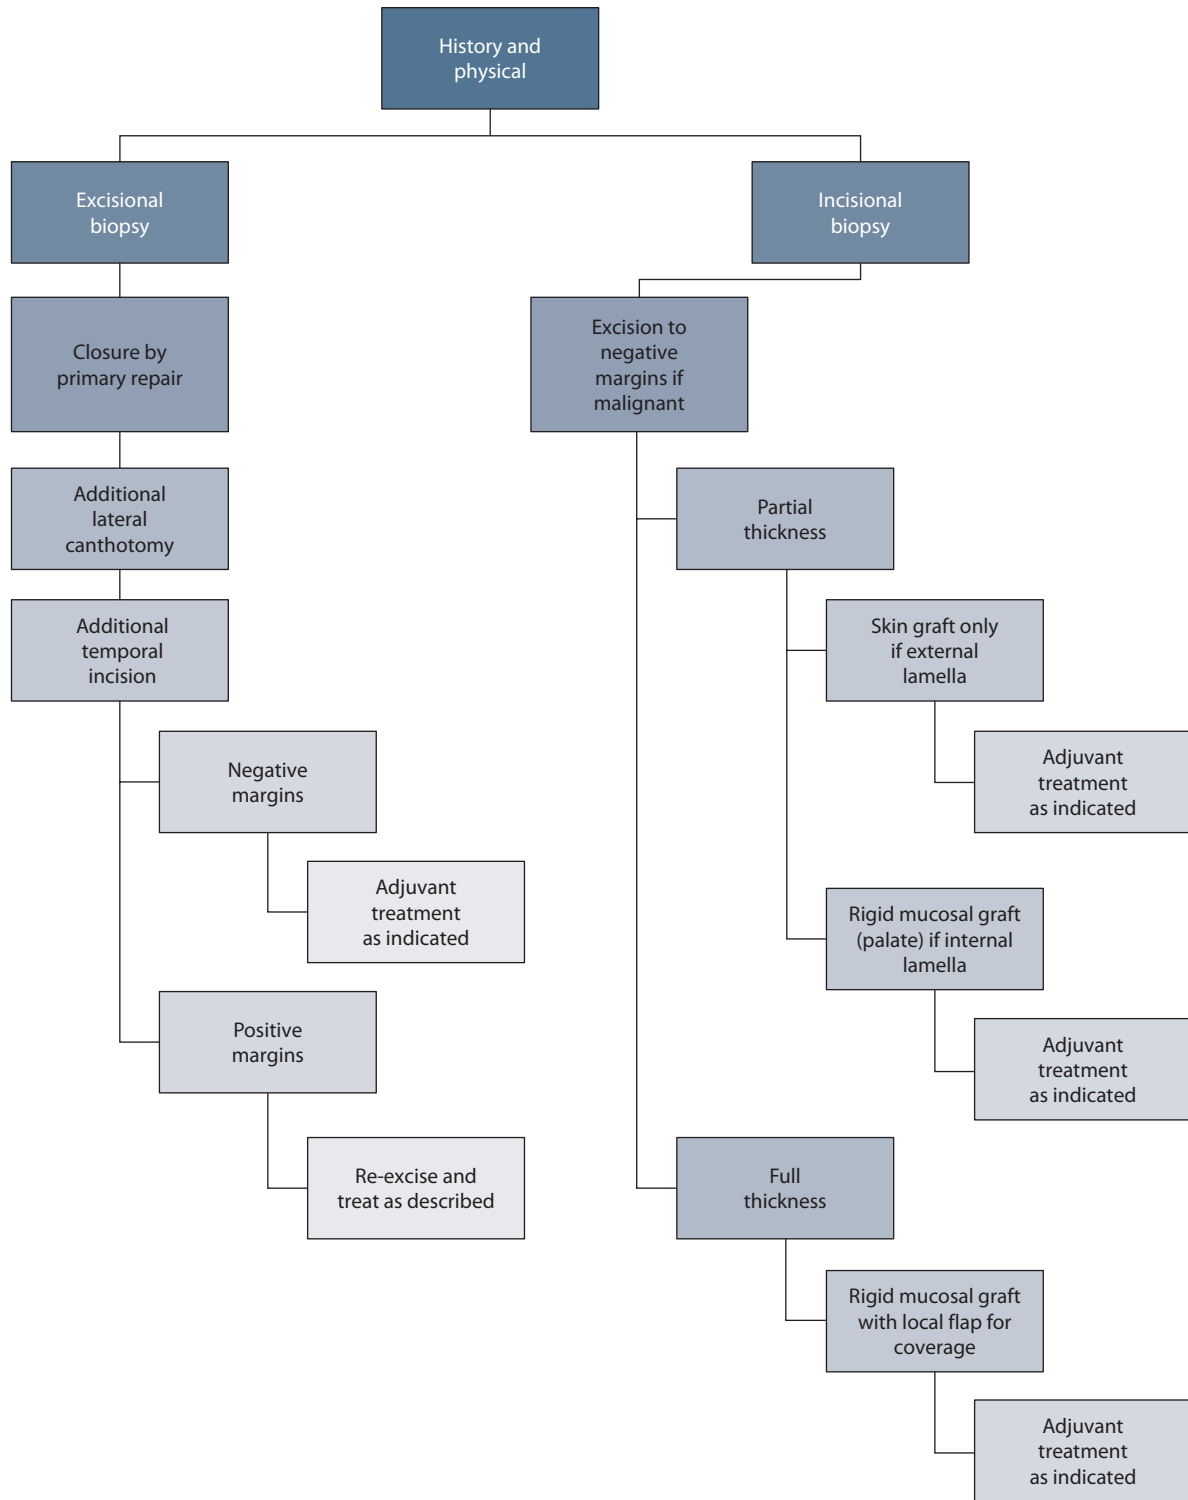 History and
physical
Excisional
biopsy
Incisional
biopsy
Closure by
primary repair
Excision to
negative
margins if
malignant
Additional
lateral
canthotomy
Partial
thickness
Additional
temporal
incision
Skin graft only
if external
lamella
Negative
margins
Adjuvant
treatment
as indicated
Adjuvant
treatment
as indicated
Rigid mucosal graft
(palate) if internal
lamella
Positive
margins
Adjuvant
treatment
as indicated
Re-excise and
treat as described
Full
thickness
Rigid mucosal graft
with local flap for
coverage
Adjuvant
treatment
as indicated